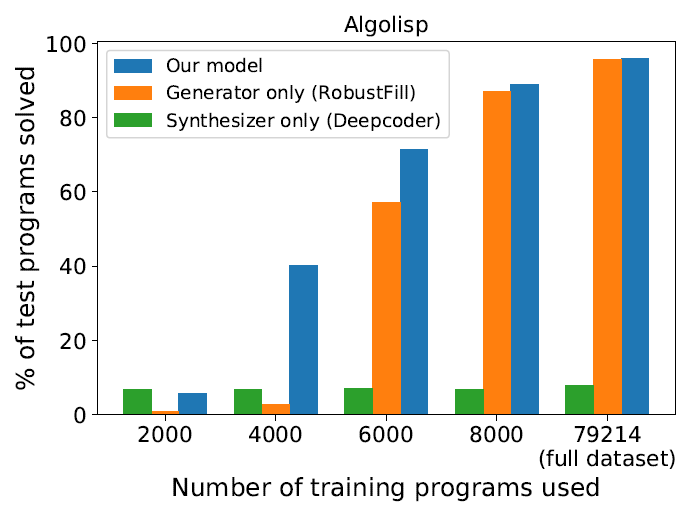 Algolisp
100
80
60
40
20
0
% of test programs solved
Our model
Generator only (RobustFill)
Synthesizer only (Deepcoder)
2000 4000 6000 8000 79214
(full dataset)
Number of training programs used